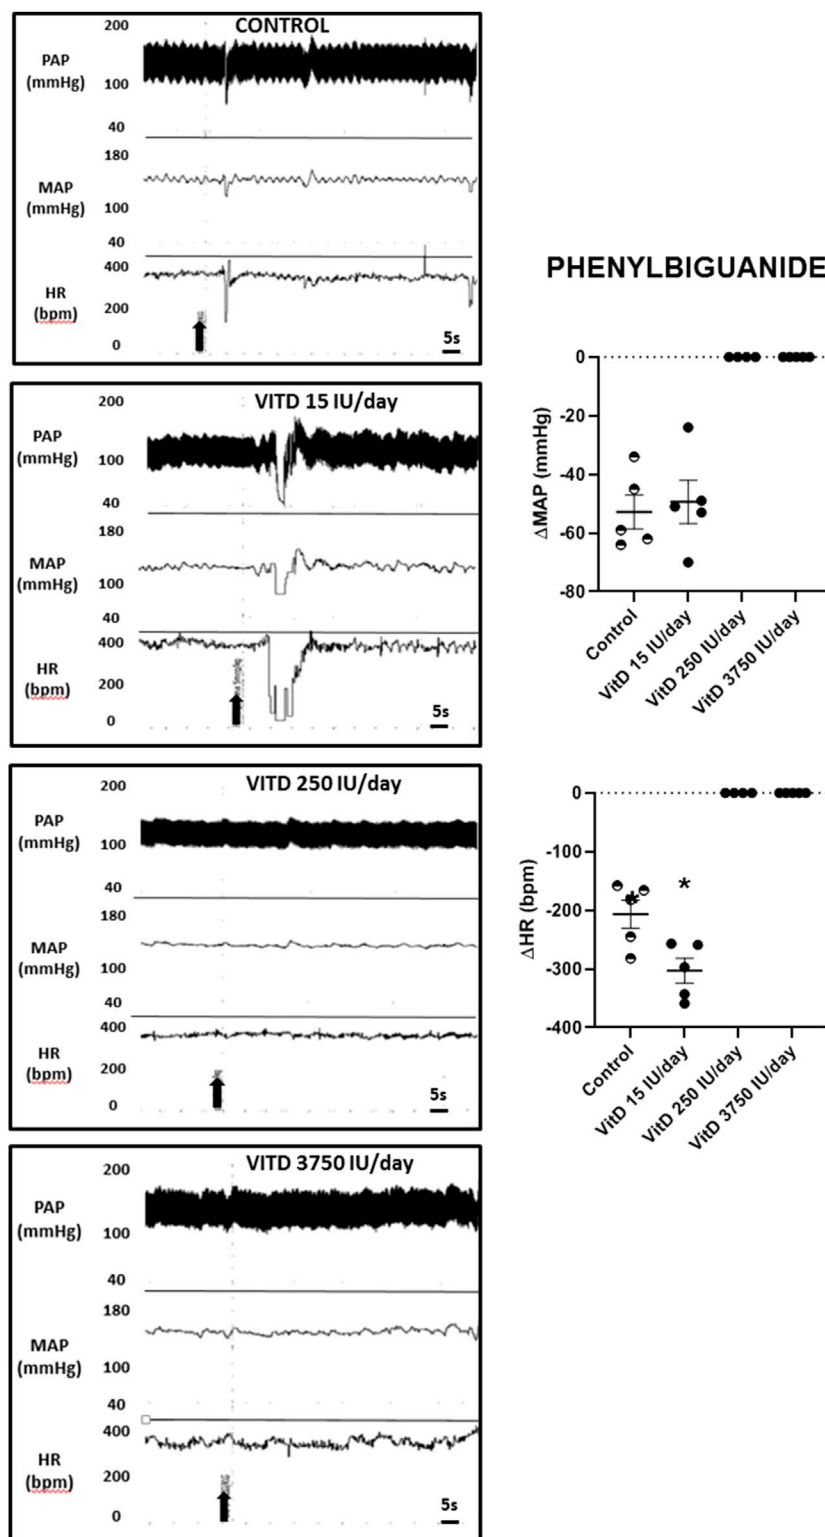 CONTROL
200
PAP
(mmHg)
100
40
180
MAP
(mmHg)
100
40
400
HR
(bpm)
200
0
5s
VITD 15 IU/day
200
PAP
(mmHg)
100
40
180
MAP
(mmHg)
100
40
400
HR
(bpm)
200
0
5s
VITD 250 IU/day
200
PAP
(mmHg)
100
40
180
MAP
(mmHg)
100
40
400
HR
(bpm)
200
0
5s
VITD 3750 IU/day
200
PAP
(mmHg)
100
40
180
MAP
(mmHg)
100
40
400
HR
(bpm)
200
0
5s
PHENYLBIGUANIDE
ΔMAP (mmHg)
0
-20
-40
-60
-80
Control
VitD 15 IU/day
VitD 250 IU/day
VitD 3750 IU/day
ΔHR (bpm)
0
-100
-200
-300
-400
*
*
Control
VitD 15 IU/day
VitD 250 IU/day
VitD 3750 IU/day